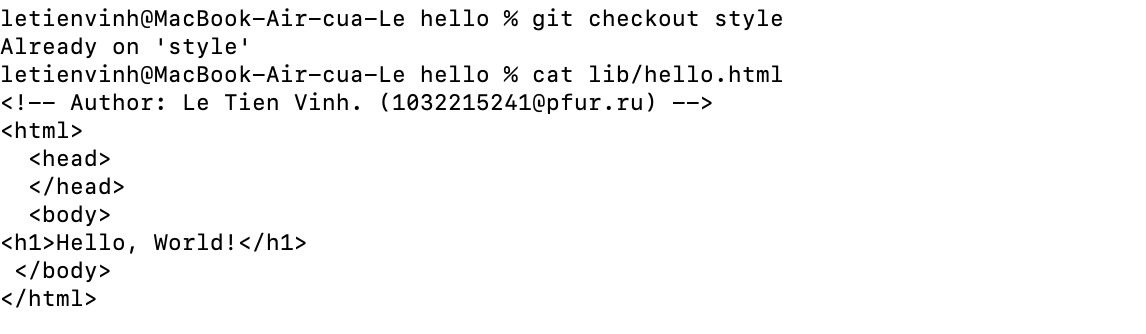 letienvinh@MacBook-Air-cua-Le hello % git checkout style
Already on 'style'
letienvinh@MacBook-Air-cua-Le hello % cat lib/hello.html
<!-- Author: Le Tien Vinh. (1032215241@pfur.ru) -->
<html>
  <head>
  </head>
  <body>
<h1>Hello, World!</h1>
 </body>
</html>